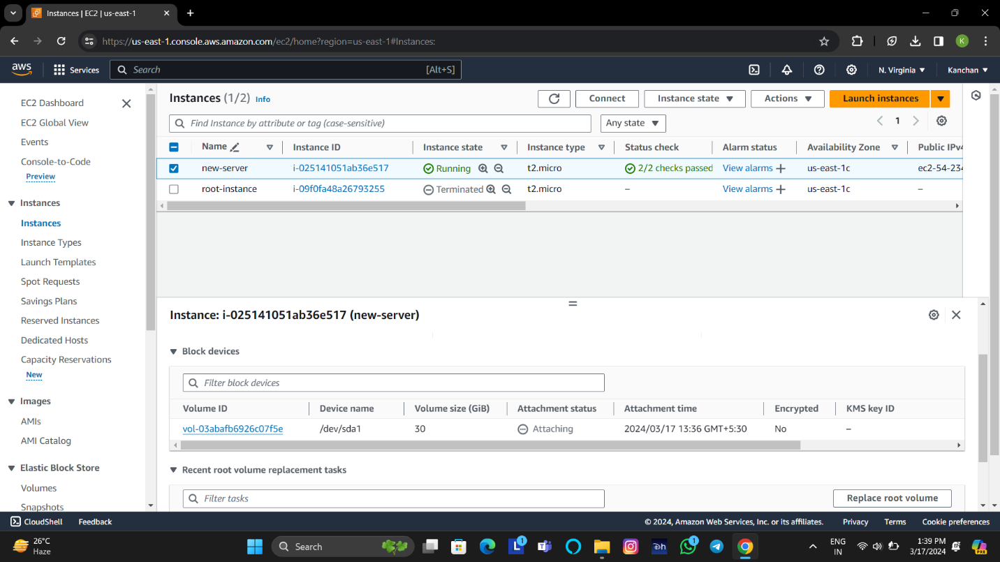 Instances | EC2 | us-east-1
https://us-east-1.console.aws.amazon.com/ec2/home?region=us-east-1#Instances:
K
aws
Services
Search
[Alt+S]
N. Virginia
Kanchan
EC2 Dashboard
EC2 Global View
Events
Console-to-Code
Preview
Instances
Instances
Instance Types
Launch Templates
Spot Requests
Savings Plans
Reserved Instances
Dedicated Hosts
Capacity Reservations
New
Images
AMIs
AMI Catalog
Elastic Block Store
Volumes
Snapshots
Instances (1/2) Info
Connect
Instance state
Actions
Launch instances
Find Instance by attribute or tag (case-sensitive)
Any state
1
Name Instance ID Instance state Instance type Status check Alarm status Availability Zone Public IPv4
new-server i-025141051ab36e517 Running t2.micro 2/2 checks passed View alarms + us-east-1c ec2-54-234
root-instance i-09f0fa48a26793255 Terminated t2.micro – View alarms + us-east-1c –
Instance: i-025141051ab36e517 (new-server)
Block devices
Filter block devices
Volume ID Device name Volume size (GiB) Attachment status Attachment time Encrypted KMS key ID
vol-03abafb6926c07f5e /dev/sda1 30 Attaching 2024/03/17 13:36 GMT+5:30 No –
Recent root volume replacement tasks
Filter tasks
Replace root volume
CloudShell
Feedback
© 2024, Amazon Web Services, Inc. or its affiliates.
Privacy
Terms
Cookie preferences
26°C
Haze
Search
L
1
Dh
1
ENG
IN
1:39 PM
3/17/2024
PRE